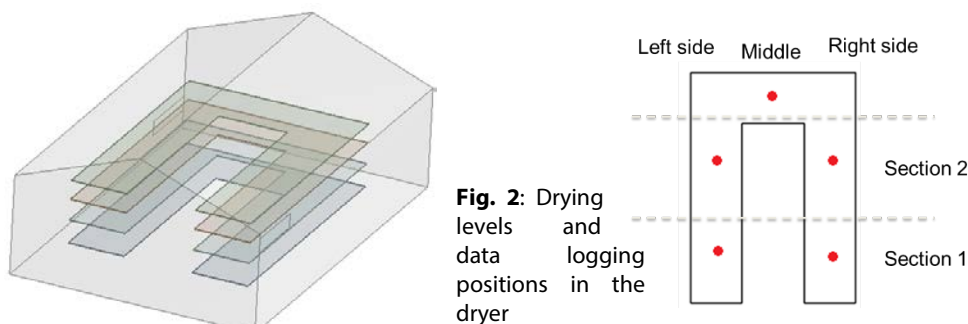 Fig. 2: Drying
levels and
data logging
positions in the
dryer
Left side
Middle
Right side
Section 2
Section 1